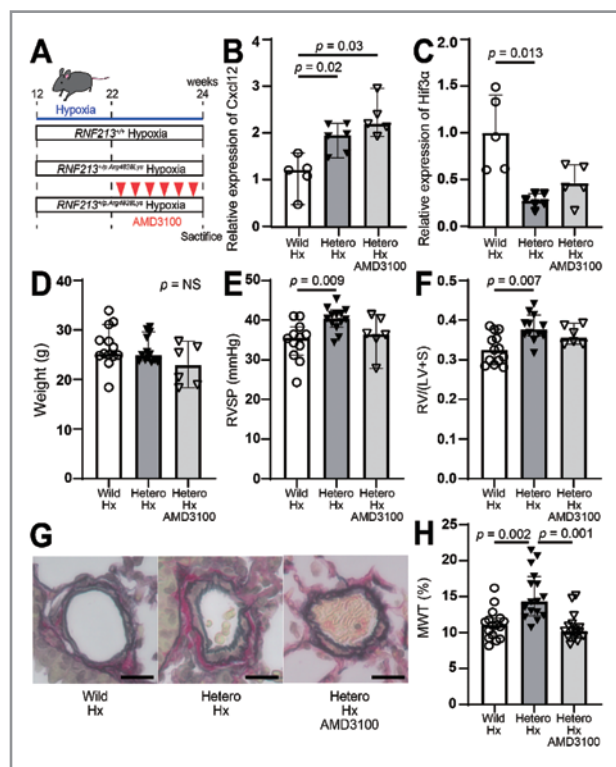 A
weeks
12 22 24
Hypoxia
RNF213+/+ Hypoxia
RNF213+/p.Arg4828Lys Hypoxia
RNF213+/p.Arg4828Lys Hypoxia
AMD3100
Sactifice
B
Relative expression of Cxcl12
p = 0.03
p = 0.02
3
2
1
0
Wild Hx
Hetero Hx
Hetero Hx AMD3100
C
Relative expression of Hif3α
p = 0.013
2.0
1.5
1.0
0.5
0.0
Wild Hx
Hetero Hx
Hetero Hx AMD3100
D
Weight (g)
p = NS
40
30
20
10
0
Wild Hx
Hetero Hx
Hetero Hx AMD3100
E
RVSP (mmHg)
p = 0.009
50
40
30
20
10
0
Wild Hx
Hetero Hx
Hetero Hx AMD3100
F
RV/(LV+S)
p = 0.007
0.5
0.4
0.3
0.2
0.1
0.0
Wild Hx
Hetero Hx
Hetero Hx AMD3100
G
Wild Hx
Hetero Hx
Hetero Hx AMD3100
H
MWT (%)
p = 0.002
p = 0.001
25
20
15
10
5
0
Wild Hx
Hetero Hx
Hetero Hx AMD3100